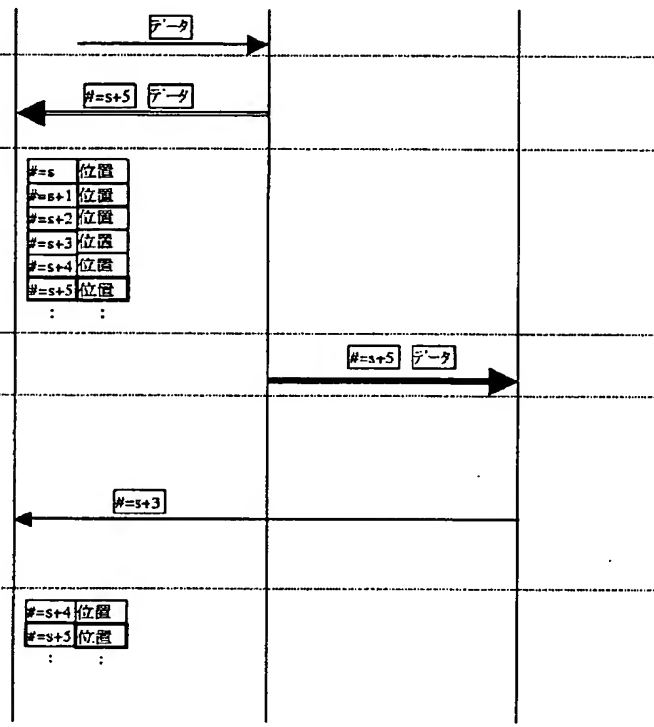 データ
#=s+5 データ
#=s 位置
#=s+1 位置
#=s+2 位置
#=s+3 位置
#=s+4 位置
#=s+5 位置
: :
#=s+5 データ
#=s+3
#=s+4 位置
#=s+5 位置
: :